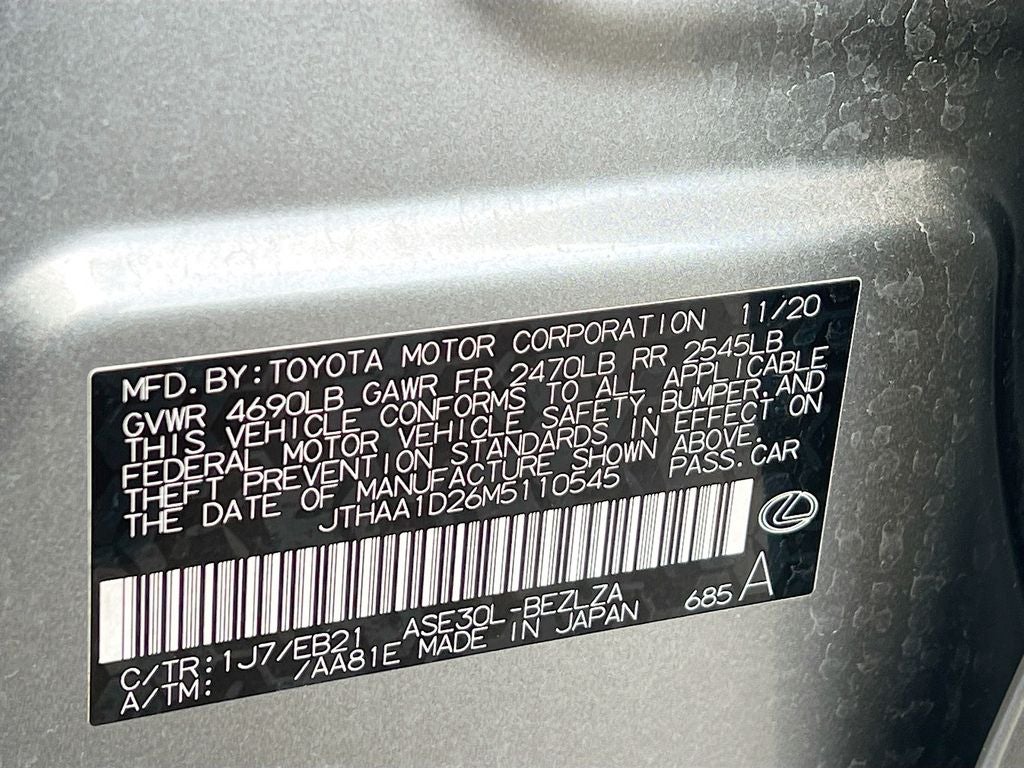 MFD.BY:TOYOTA MOTOR CORPORATION 11/20
GVWR 4690LB GAWR FR 2470LB RR 2545LB
THIS VEHICLE CONFORMS TO ALL APPLICABLE
FEDERAL MOTOR VEHICLE SAFETY,BUMPER,AND
THEFT PREVENTION STANDARDS IN EFFECT ON
THE DATE OF MANUFACTURE SHOWN ABOVE.
JTHAA1D26M5110545 PASS.CAR
C/TR:1J7/EB21 ASE30L-BEZLZA 685 A
A/TM: /AA81E MADE IN JAPAN